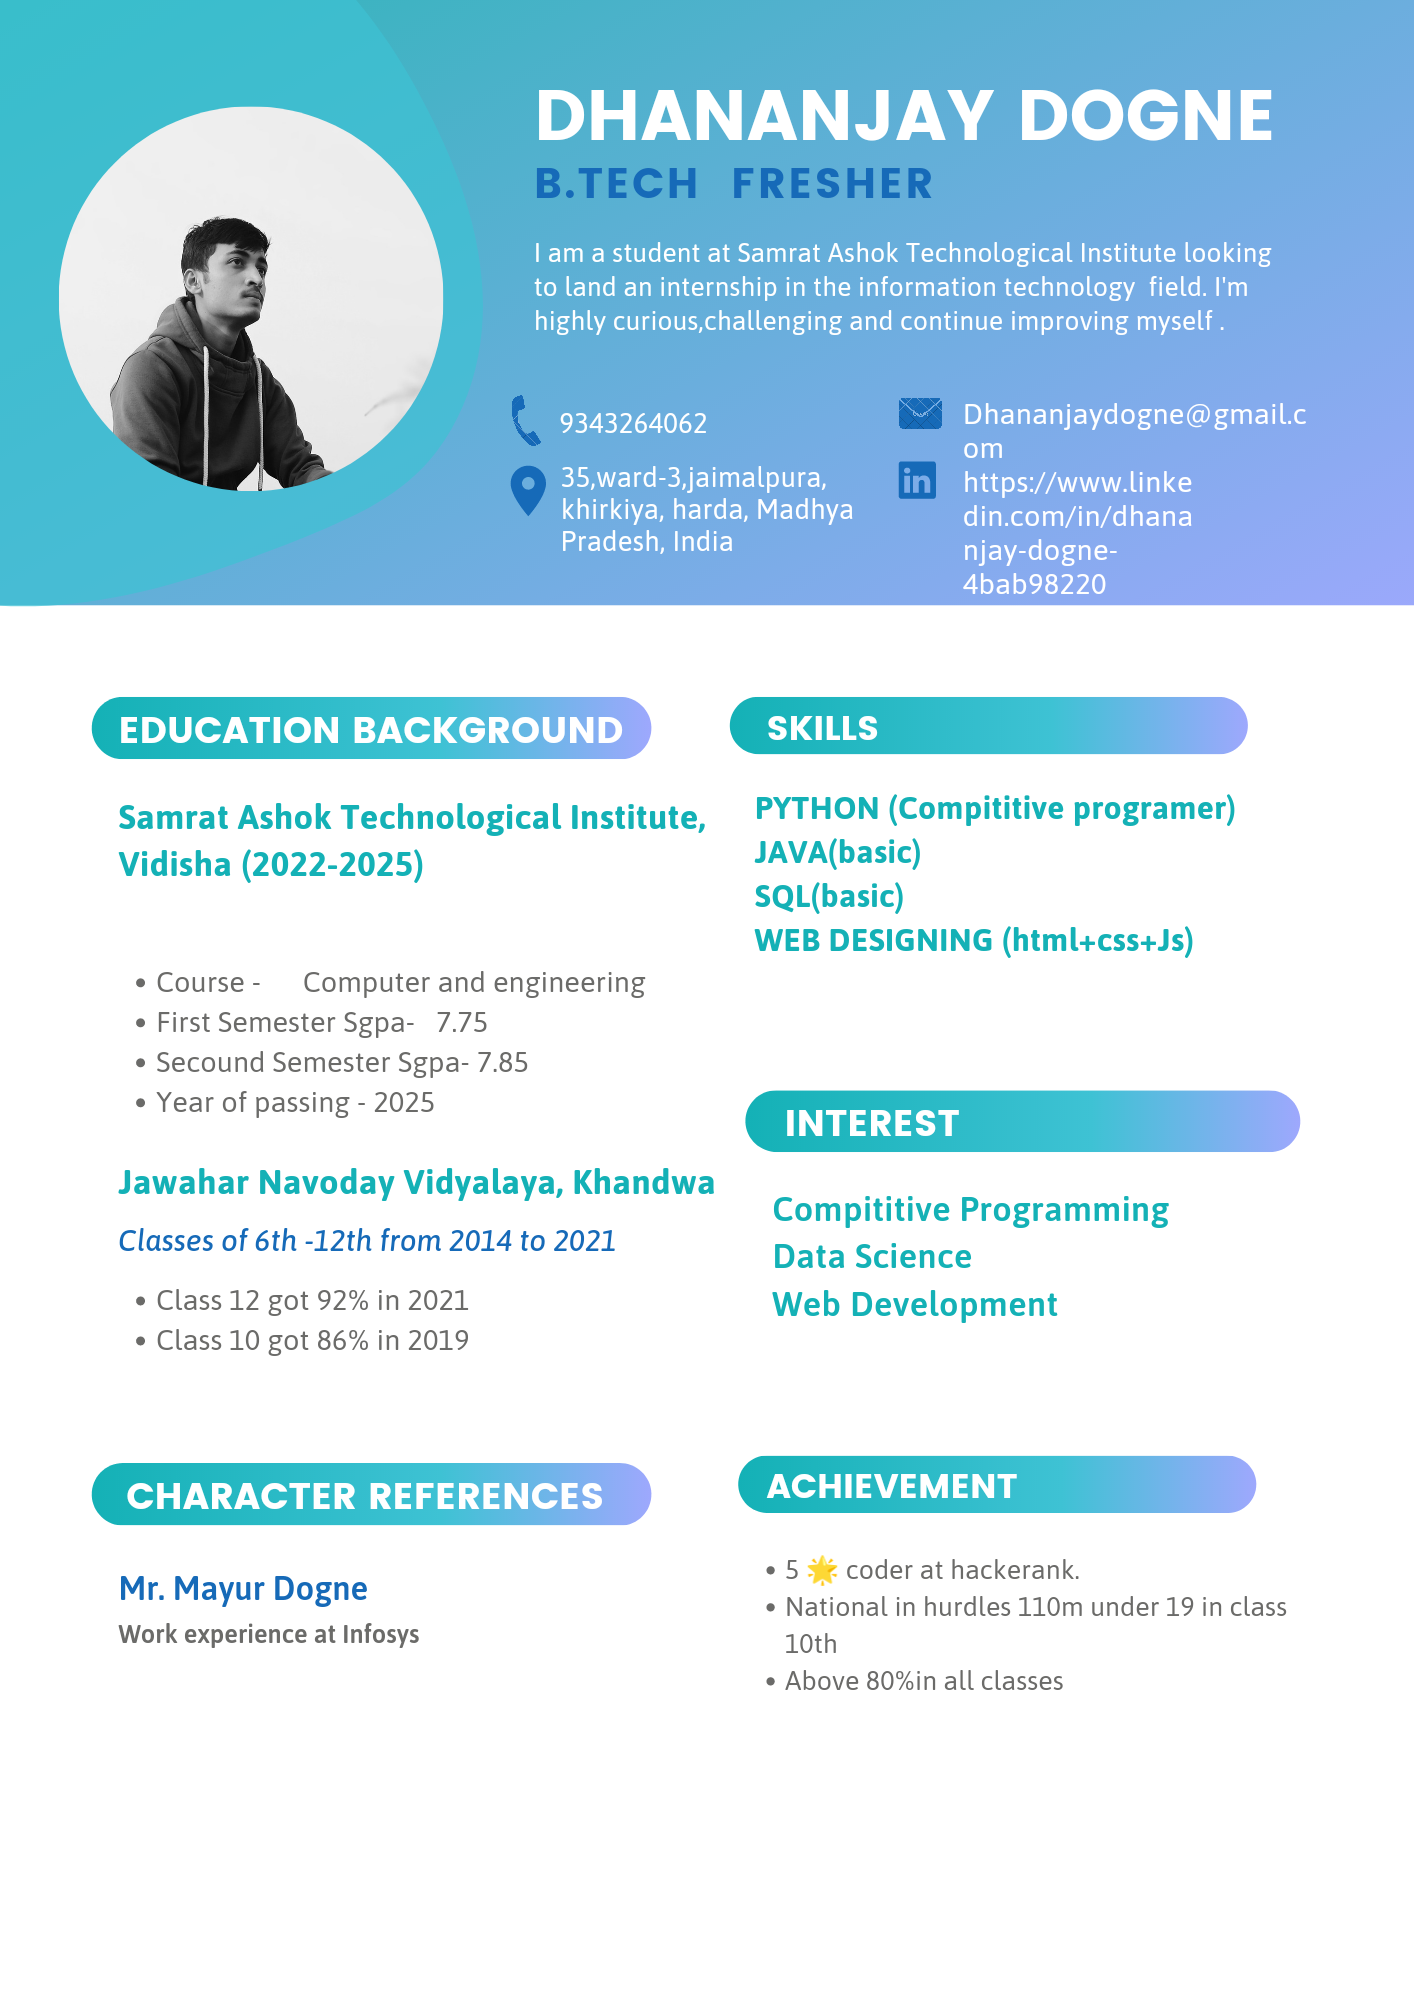 DHANANJAY DOGNE
B.TECH FRESHER
I am a student at Samrat Ashok Technological Institute looking
to land an internship in the information technology field. I'm
highly curious,challenging and continue improving myself .
9343264062
35,ward-3,jaimalpura,
khirkiya, harda, Madhya
Pradesh, India
Dhananjaydogne@gmail.c
om
https://www.linke
din.com/in/dhana
njay-dogne-
4bab98220
EDUCATION BACKGROUND
Samrat Ashok Technological Institute,
Vidisha (2022-2025)
• Course - Computer and engineering
• First Semester Sgpa- 7.75
• Secound Semester Sgpa- 7.85
• Year of passing - 2025
Jawahar Navoday Vidyalaya, Khandwa
Classes of 6th -12th from 2014 to 2021
• Class 12 got 92% in 2021
• Class 10 got 86% in 2019
CHARACTER REFERENCES
Mr. Mayur Dogne
Work experience at Infosys
SKILLS
PYTHON (Compititive programer)
JAVA(basic)
SQL(basic)
WEB DESIGNING (html+css+Js)
INTEREST
Compititive Programming
Data Science
Web Development
ACHIEVEMENT
• 5 🌟 coder at hackerank.
• National in hurdles 110m under 19 in class
10th
• Above 80%in all classes